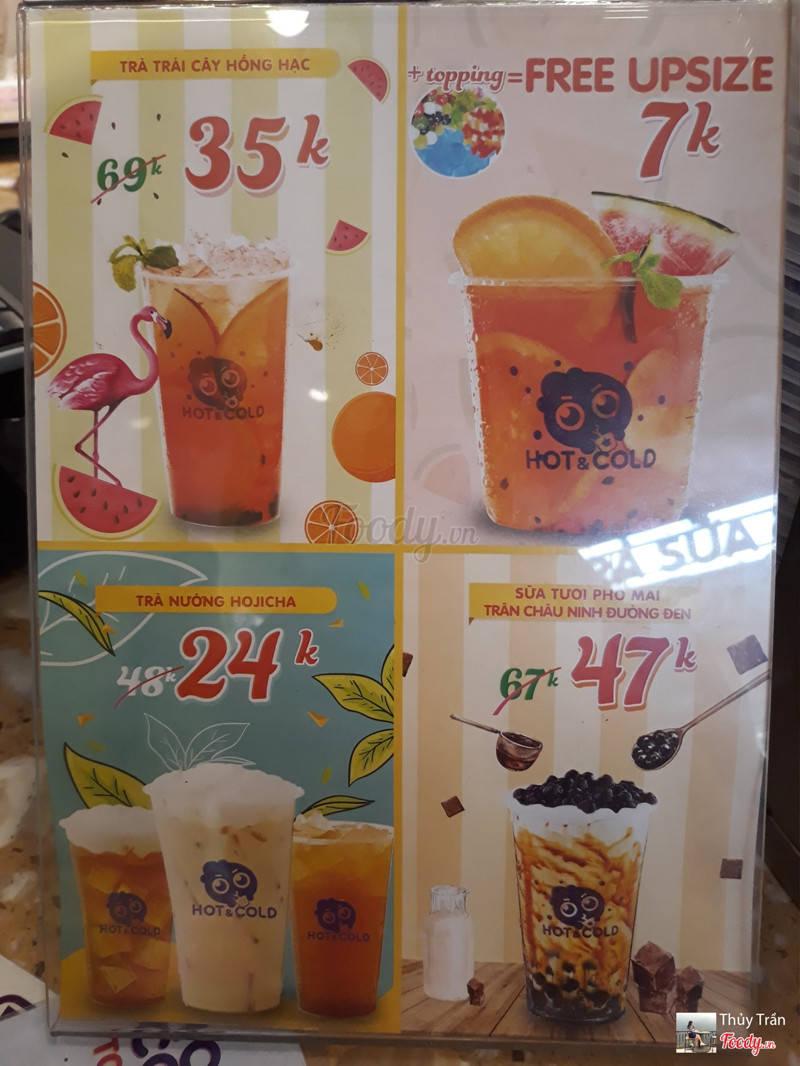 TRÀ TRÁI CÂY HỒNG HẠC
69k 35k
HOT & COLD
+ topping = FREE UPSIZE
7k
HOT & COLD
Foody.vn
TRÀ SỮA
TRÀ NƯỚNG HOJICHA
48k 24k
HOT & COLD
HOT & COLD
HOT & COLD
SỮA TƯƠI PHÔ MAI
TRÂN CHÂU NINH ĐƯỜNG ĐEN
67k 47k
HOT & COLD
Thủy Trần
Foody.vn